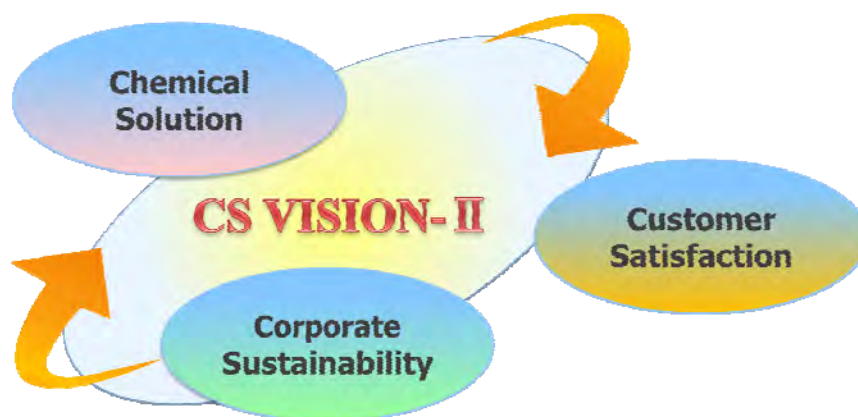 Chemical
Solution
CS VISION-Ⅱ
Customer
Satisfaction
Corporate
Sustainability